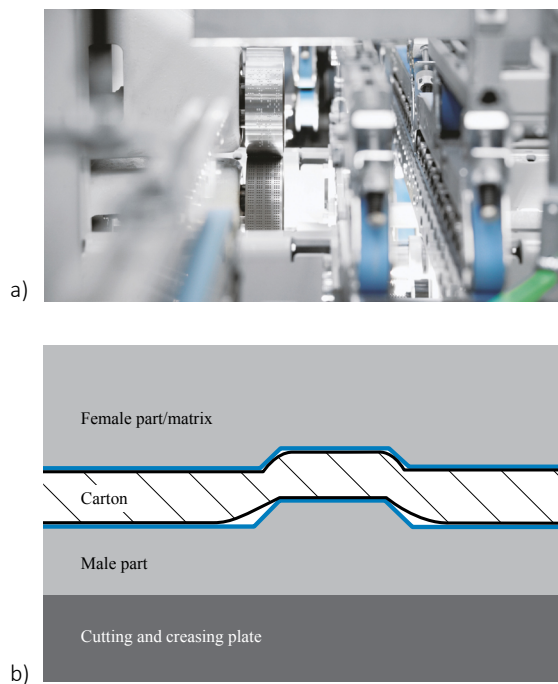 a)
Female part/matrix
Carton
Male part
Cutting and creasing plate
b)